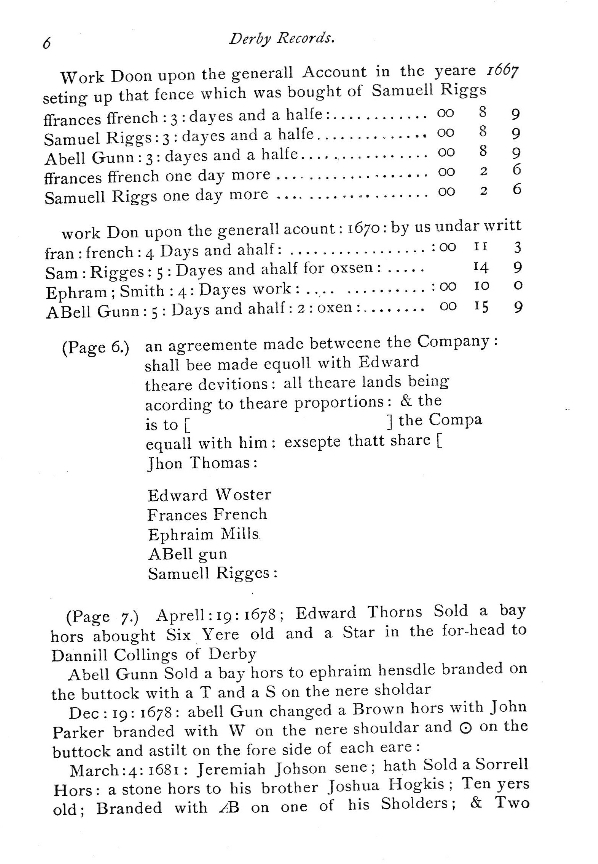 6 Derby Records.
Work Doon upon the generall Account in the yeare 1667
seting up that fence which was bought of Samuell Riggs
ffrances ffrench : 3 : dayes and a halfe : ............ 00 8 9
Samuel Riggs : 3 : dayes and a halfe .............. 00 8 9
Abell Gunn : 3 : dayes and a halfe ................ 00 8 9
ffrances ffrench one day more ................... 00 2 6
Samuell Riggs one day more ................... 00 2 6
work Don upon the generall acount : 1670 : by us undar writt
fran : french : 4 Days and ahalf : ................. : 00 11 3
Sam : Rigges : 5 : Dayes and ahalf for oxsen : ..... 14 9
Ephram ; Smith : 4 : Dayes work : .... .......... : 00 10 0
ABell Gunn : 5 : Days and ahalf : 2 : oxen : ........ 00 15 9
(Page 6.) an agreemente made betweene the Company :
shall bee made equoll with Edward
theare devitions : all theare lands being
acording to theare proportions : & the
is to [ ] the Compa
equall with him : exsepte thatt share [
Jhon Thomas :
Edward Woster
Frances French
Ephraim Mills
ABell gun
Samuell Rigges :
(Page 7.) Aprell : 19 : 1678 ; Edward Thorns Sold a bay
hors abought Six Yere old and a Star in the for-head to
Dannill Collings of Derby
Abell Gunn Sold a bay hors to ephraim hensdle branded on
the buttock with a T and a S on the nere sholdar
Dec : 19 : 1678 : abell Gun changed a Brown hors with John
Parker branded with W on the nere shouldar and ⊙ on the
buttock and astilt on the fore side of each eare :
March : 4 : 1681 : Jeremiah Johson sene ; hath Sold a Sorrell
Hors : a stone hors to his brother Joshua Hogkis ; Ten yers
old ; Branded with Æ on one of his Sholders ; & Two